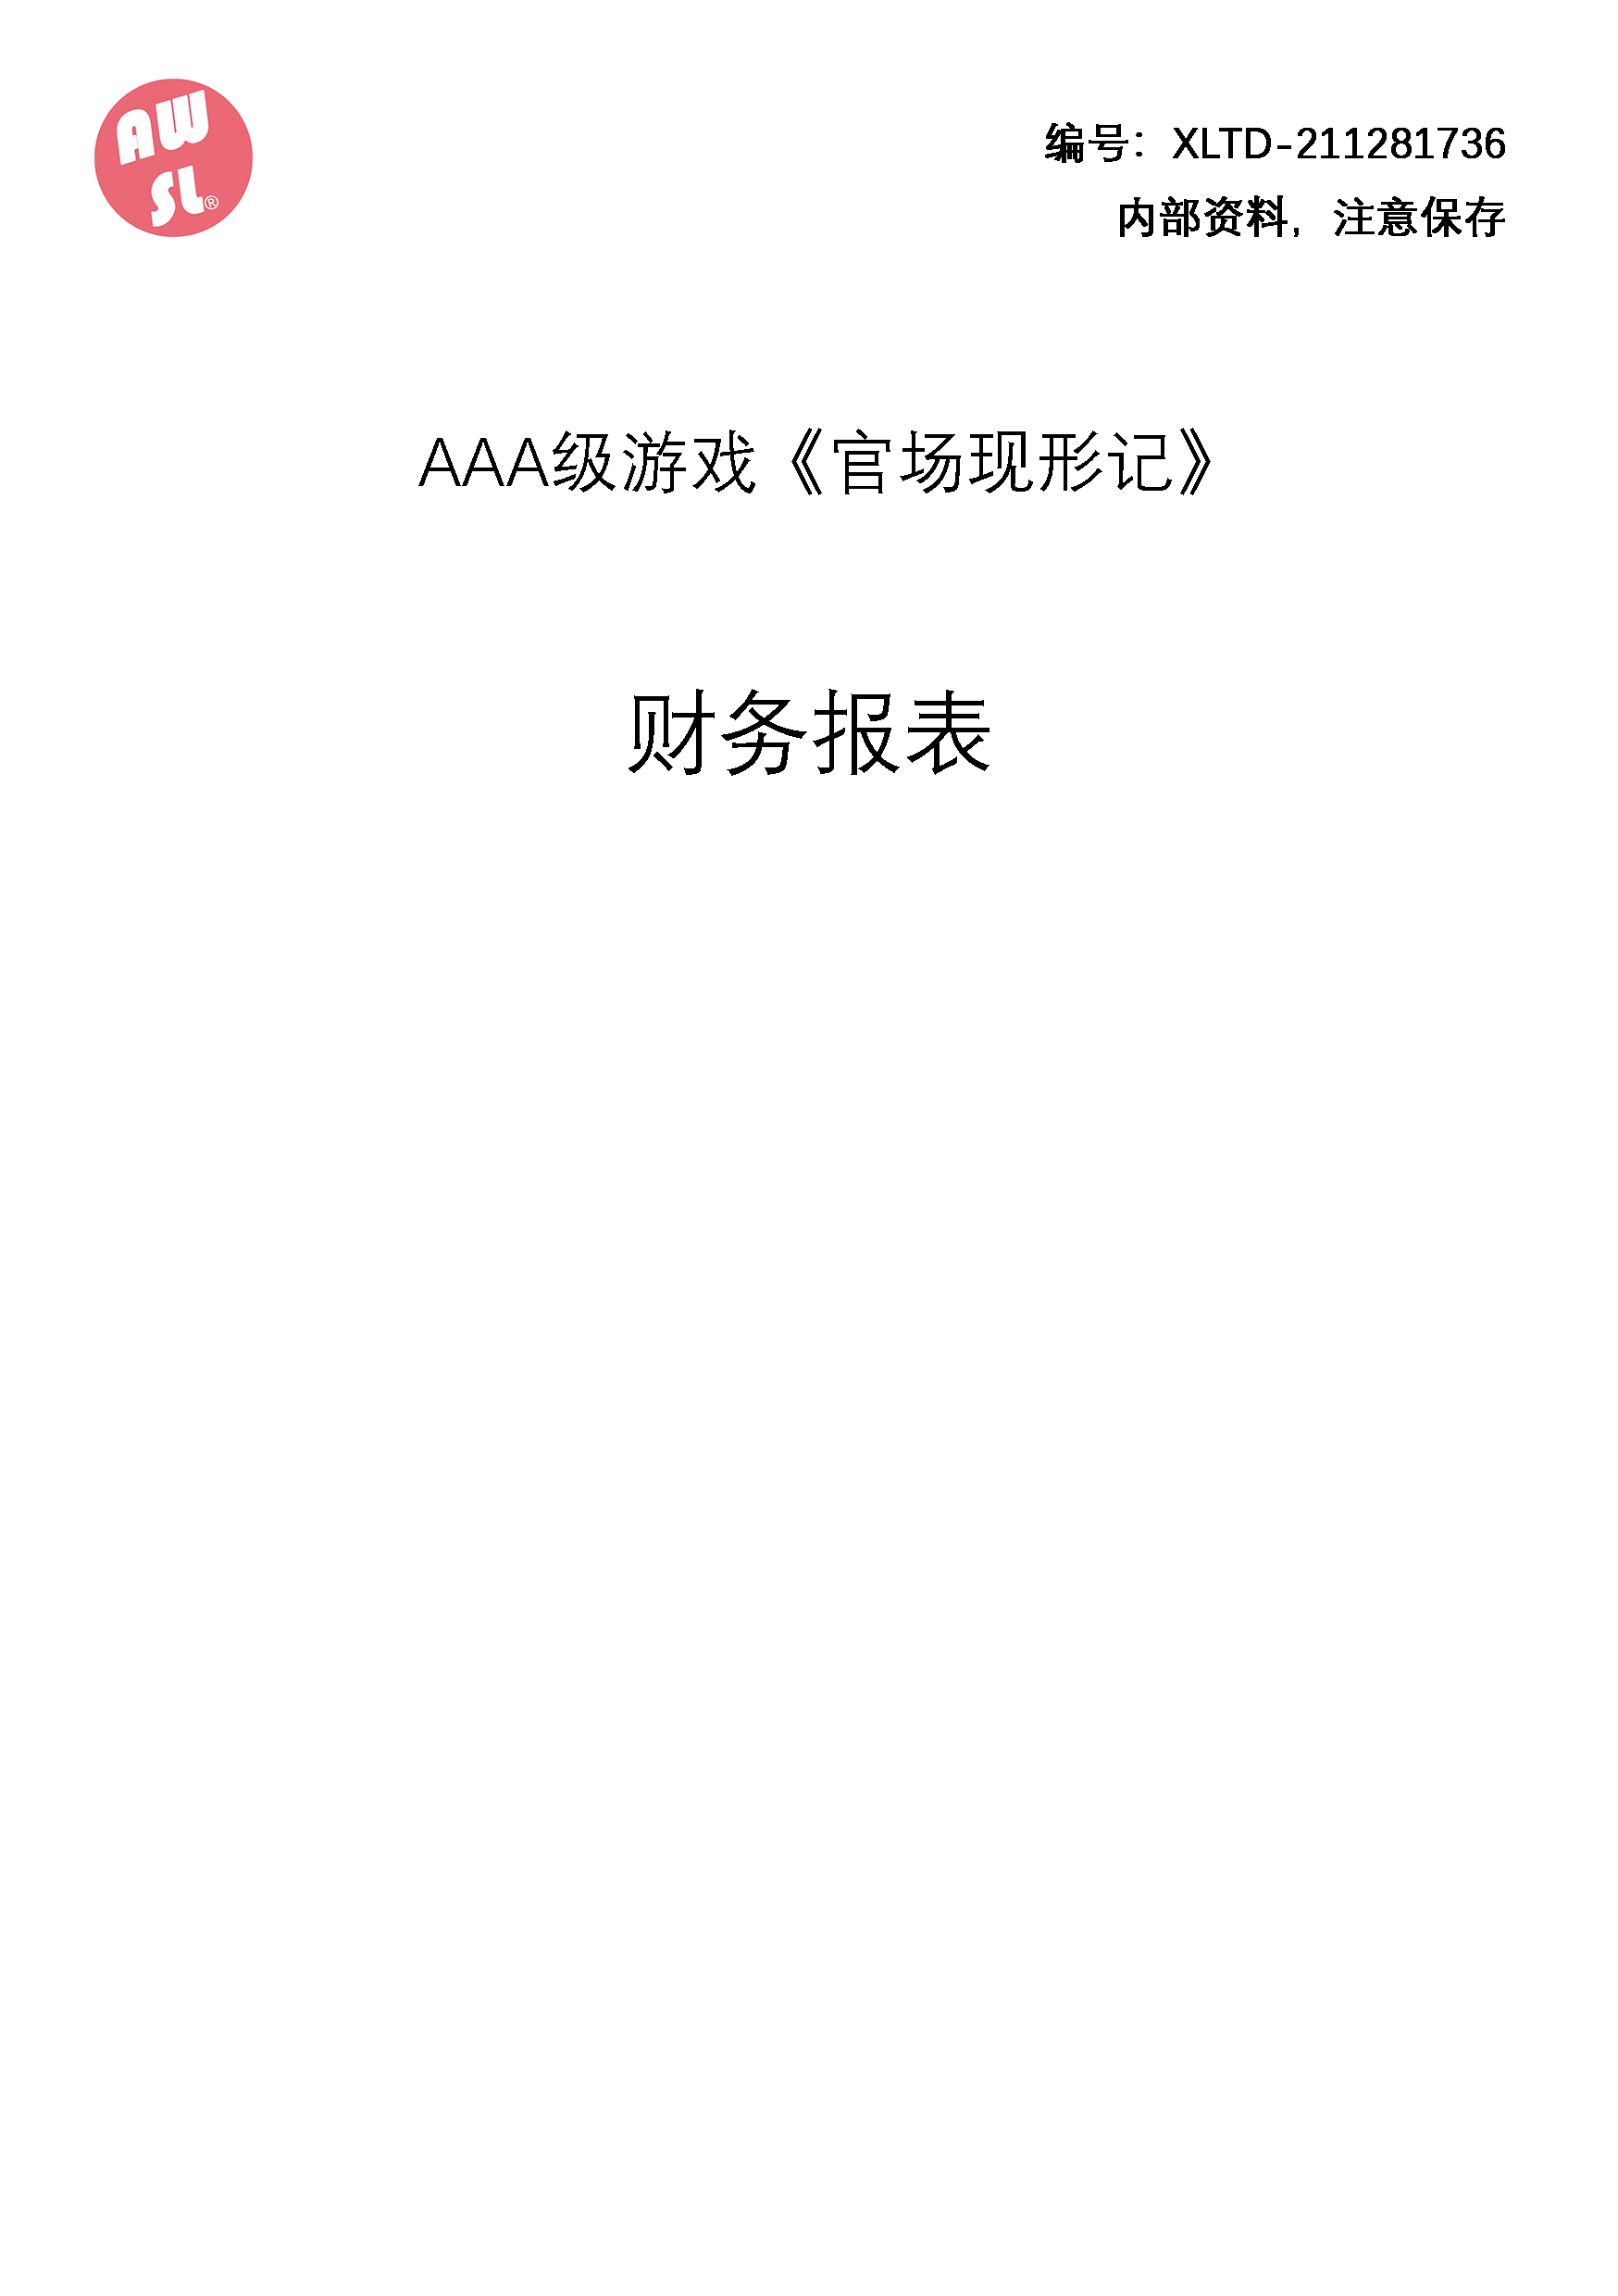 AW
SL®
编号：XLTD-211281736
内部资料，注意保存
AAA级游戏《官场现形记》
财务报表